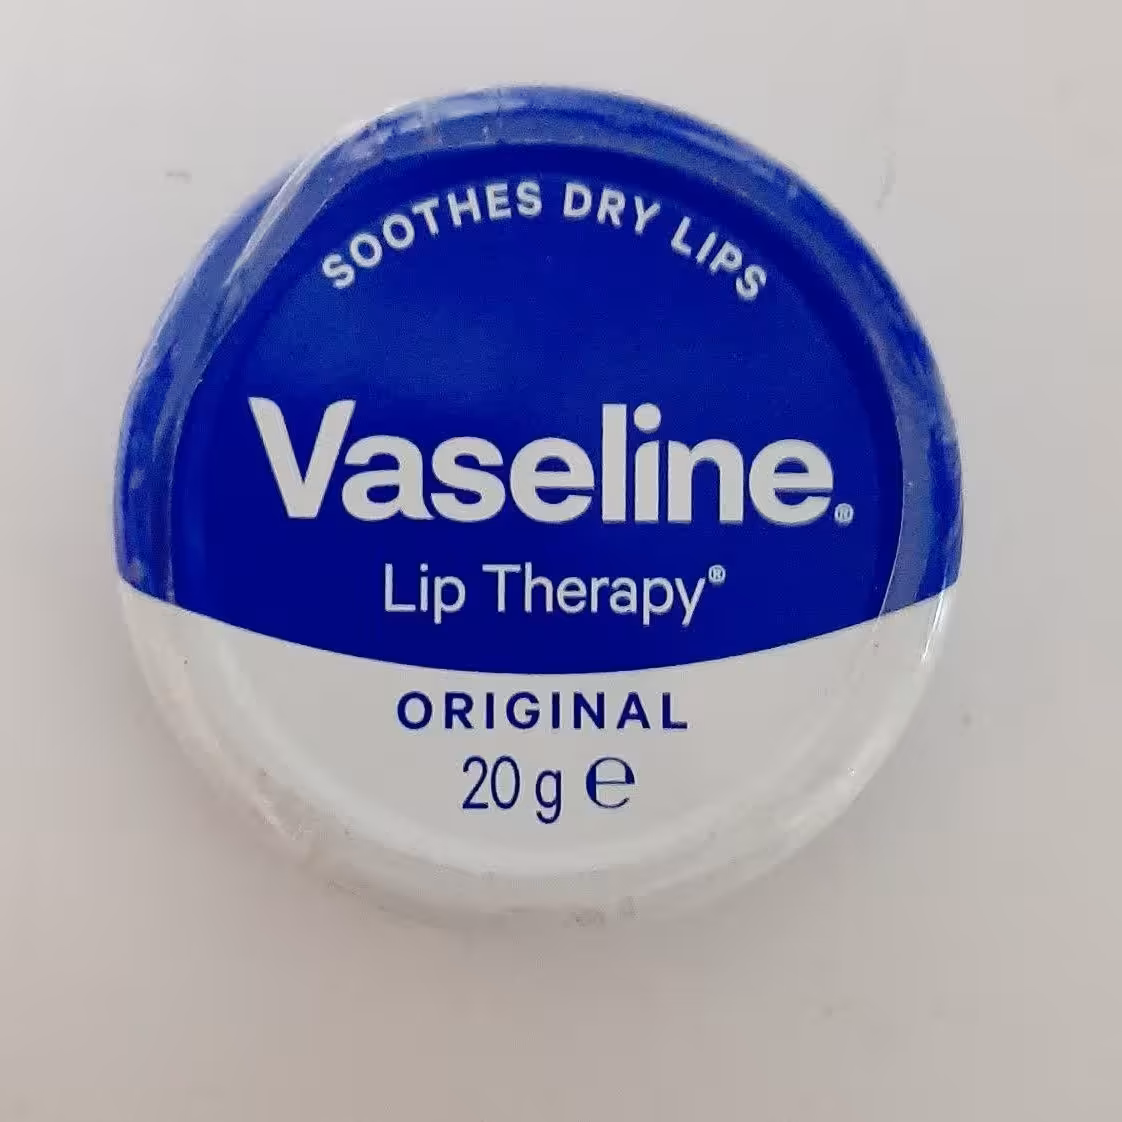 SOOTHES DRY LIPS
Vaseline®
Lip Therapy®
ORIGINAL
20 g ℮